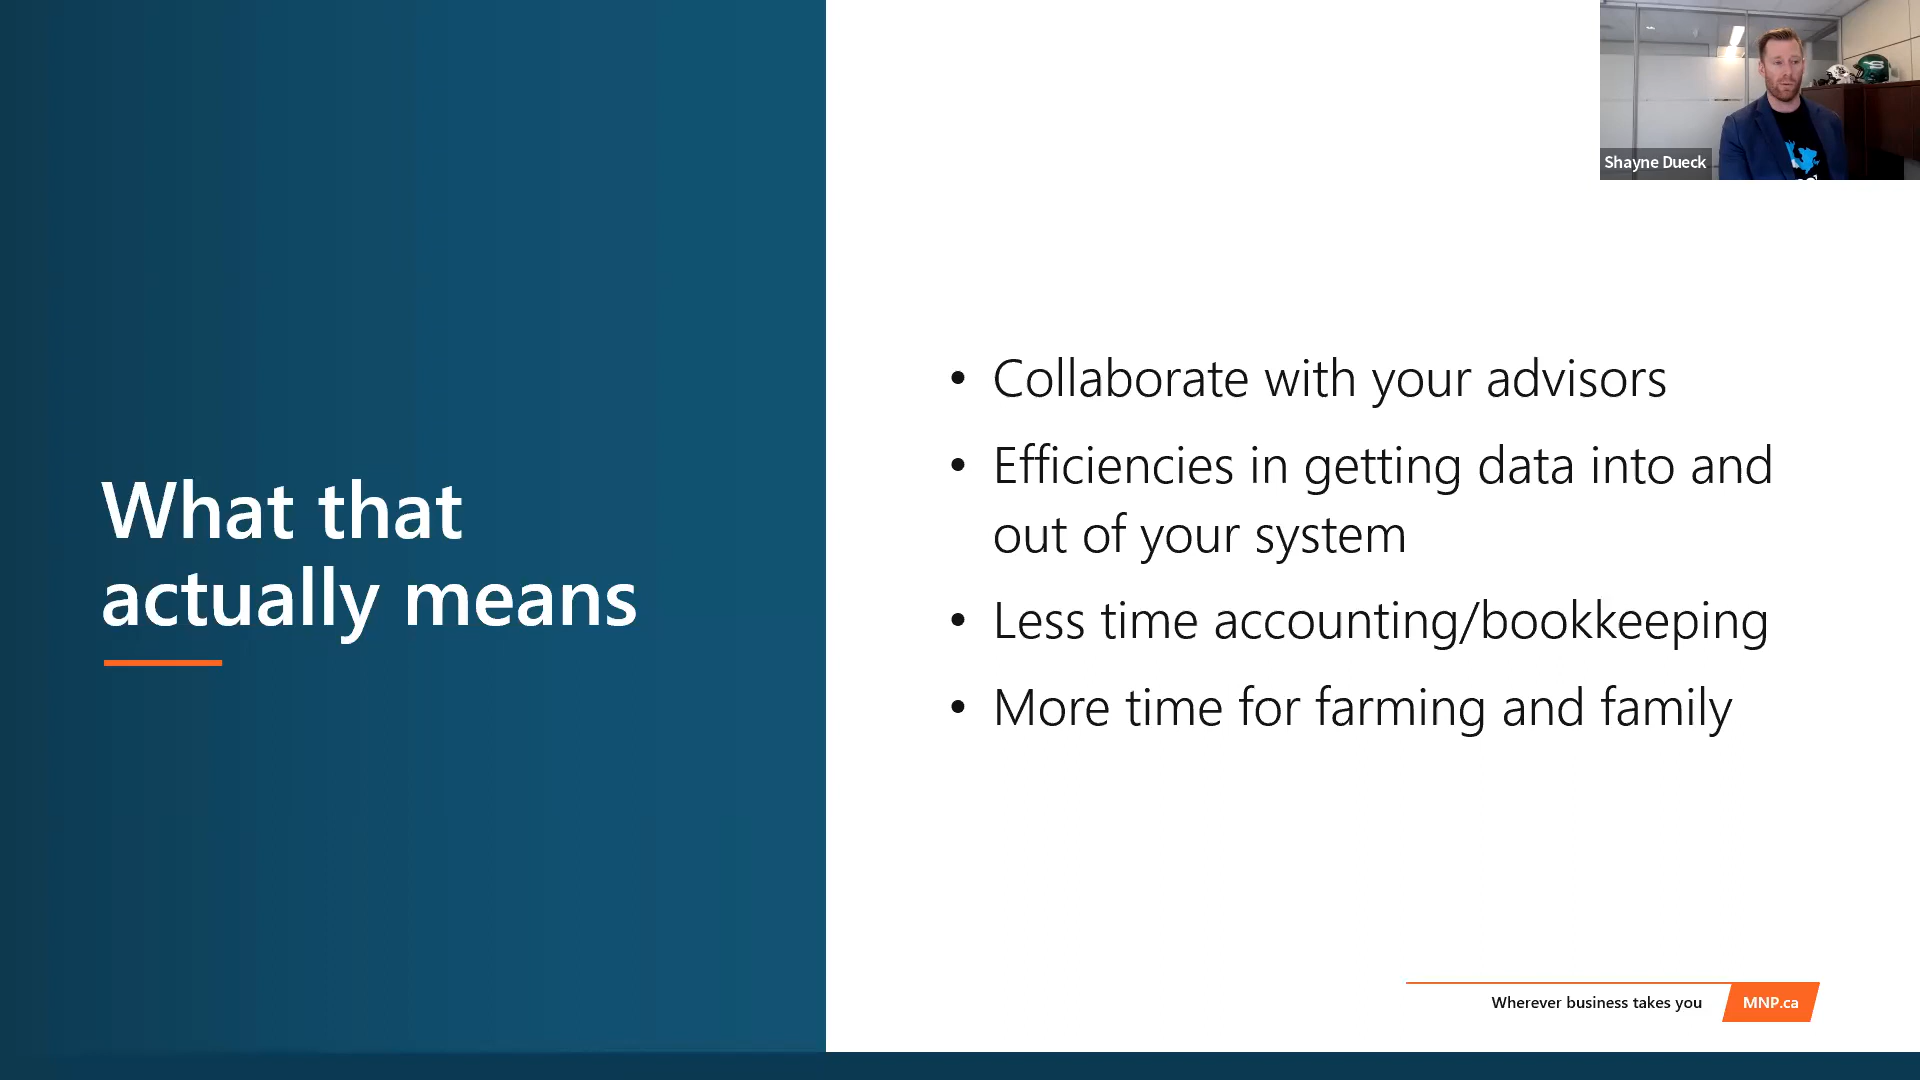 What that
actually means
• Collaborate with your advisors
• Efficiencies in getting data into and
out of your system
• Less time accounting/bookkeeping
• More time for farming and family
Shayne Dueck
Wherever business takes you
MNP.ca